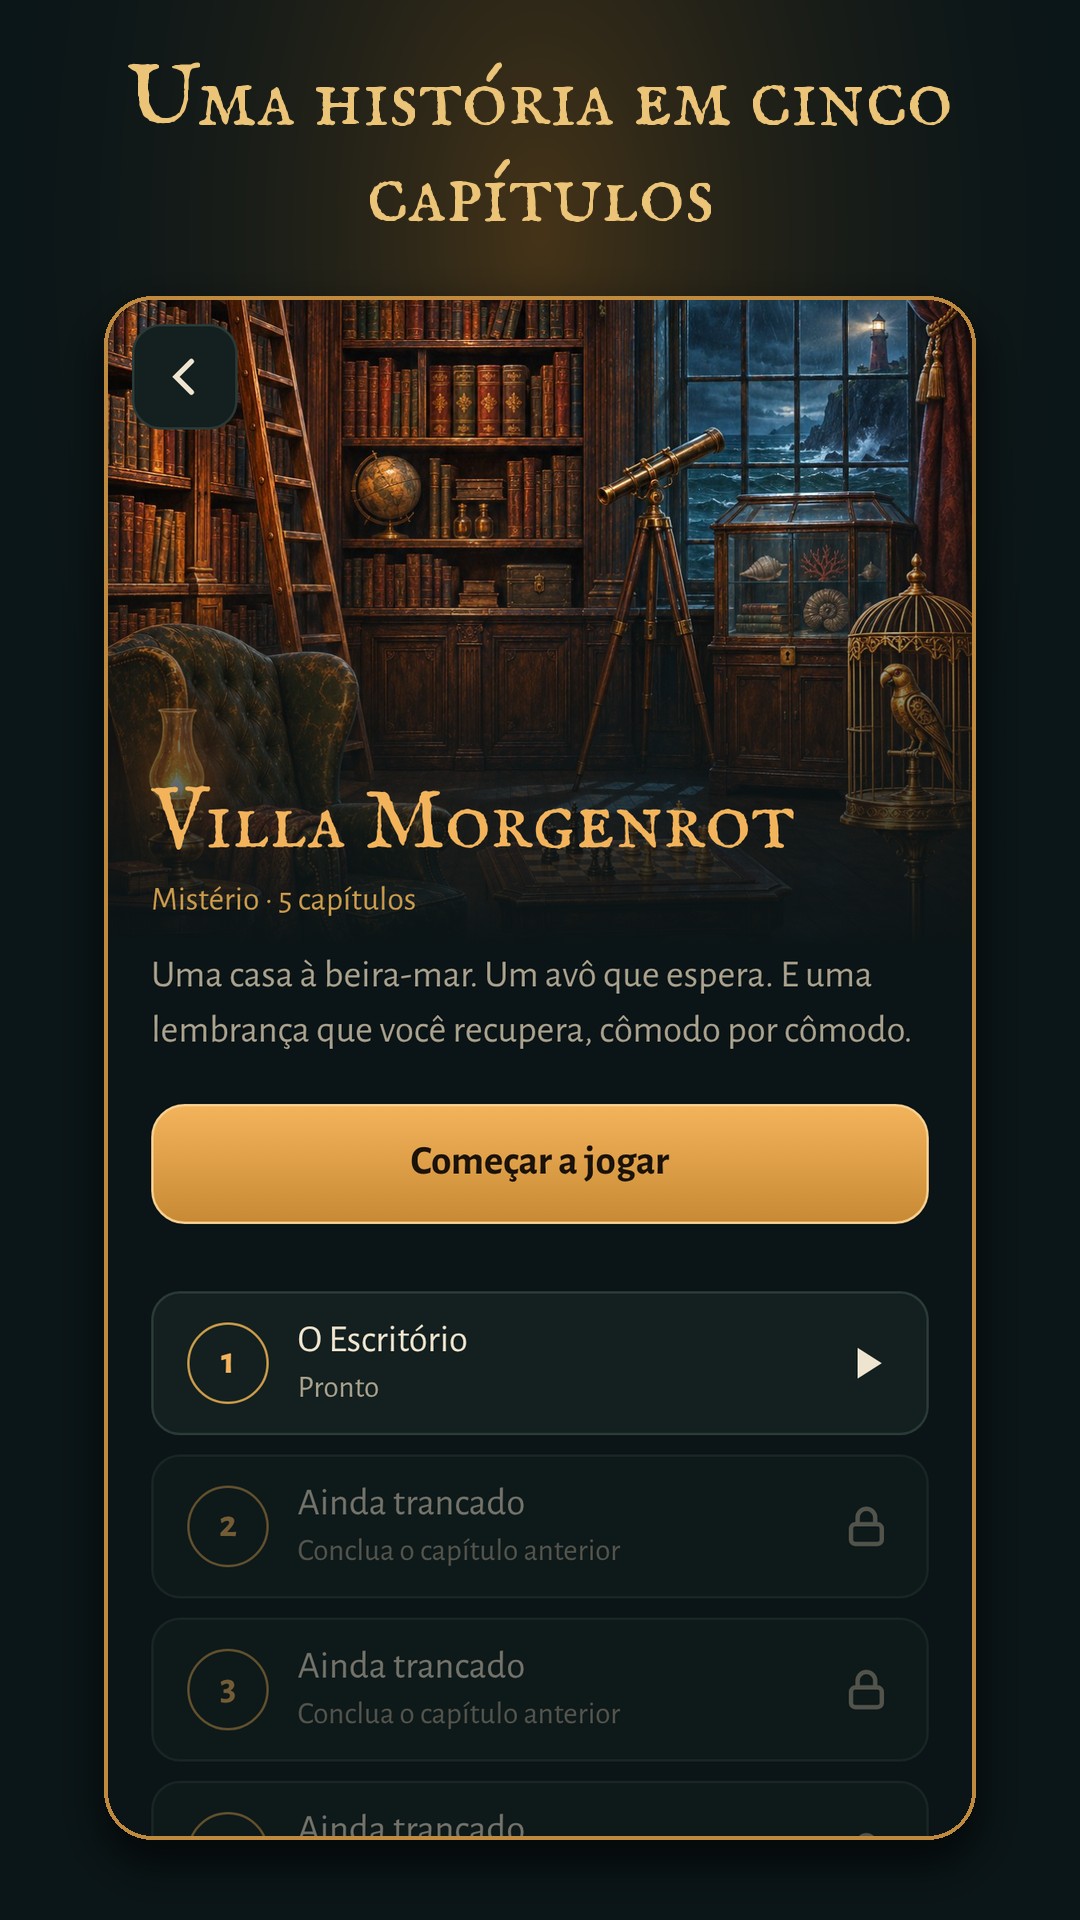 Uma história em cinco
capítulos
Villa Morgenrot
Mistério · 5 capítulos
Uma casa à beira-mar. Um avô que espera. E uma
lembrança que você recupera, cômodo por cômodo.
Começar a jogar
1
O Escritório
Pronto
2
Ainda trancado
Conclua o capítulo anterior
3
Ainda trancado
Conclua o capítulo anterior
Ainda trancado